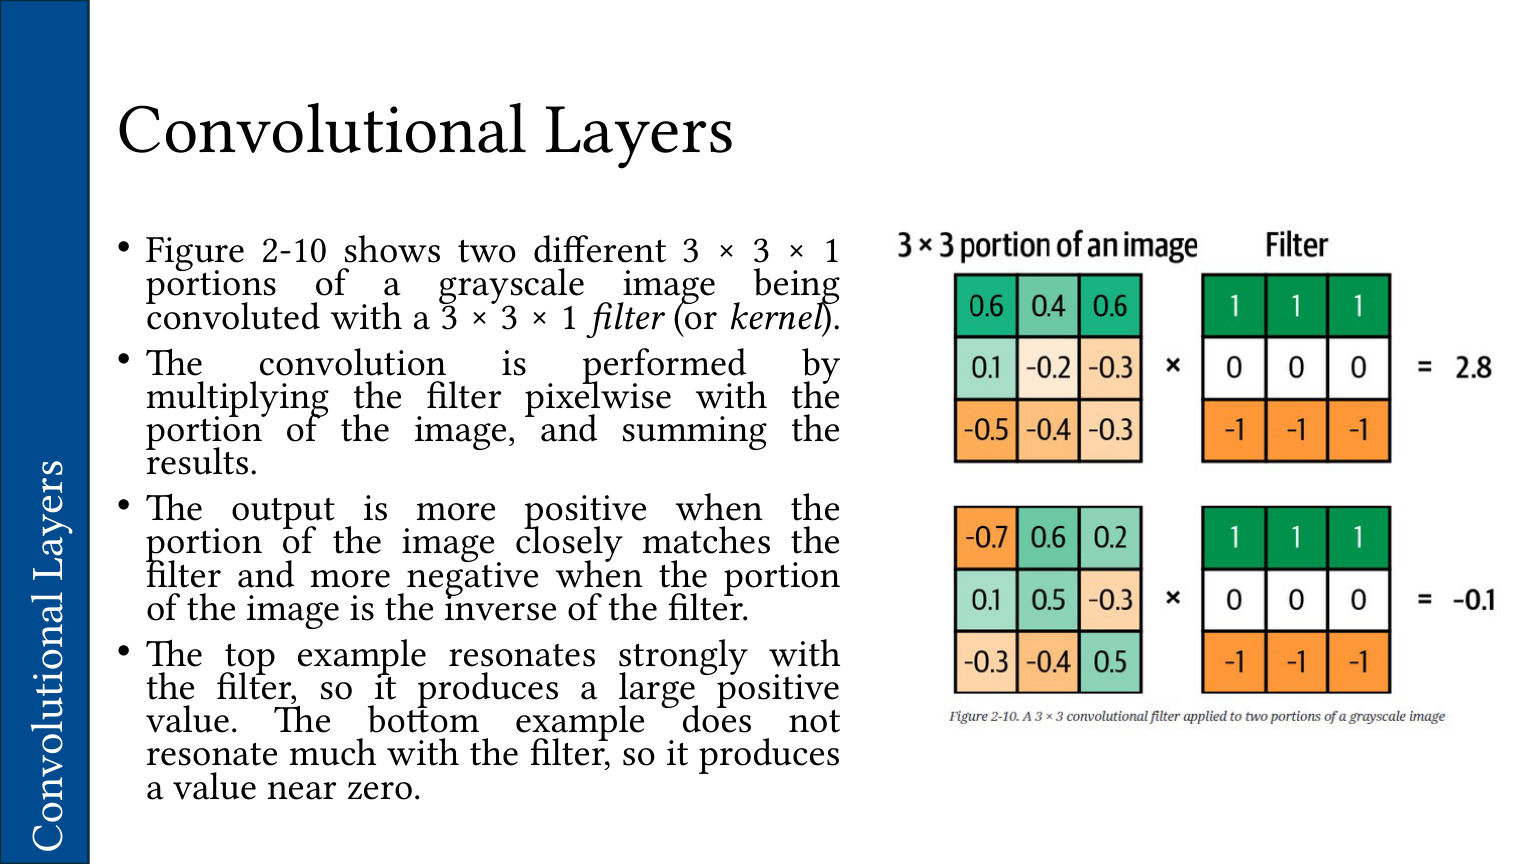 Convolutional Layers
Convolutional Layers
• Figure 2-10 shows two different 3 × 3 × 1
portions of a grayscale image being
convoluted with a 3 × 3 × 1 filter (or kernel).
• The convolution is performed by
multiplying the filter pixelwise with the
portion of the image, and summing the
results.
• The output is more positive when the
portion of the image closely matches the
filter and more negative when the portion
of the image is the inverse of the filter.
• The top example resonates strongly with
the filter, so it produces a large positive
value. The bottom example does not
resonate much with the filter, so it produces
a value near zero.
3 × 3 portion of an image Filter
0.6 0.4 0.6 1 1 1
0.1 -0.2 -0.3 × 0 0 0 = 2.8
-0.5 -0.4 -0.3 -1 -1 -1
-0.7 0.6 0.2 1 1 1
0.1 0.5 -0.3 × 0 0 0 = -0.1
-0.3 -0.4 0.5 -1 -1 -1
Figure 2-10. A 3 × 3 convolutional filter applied to two portions of a grayscale image